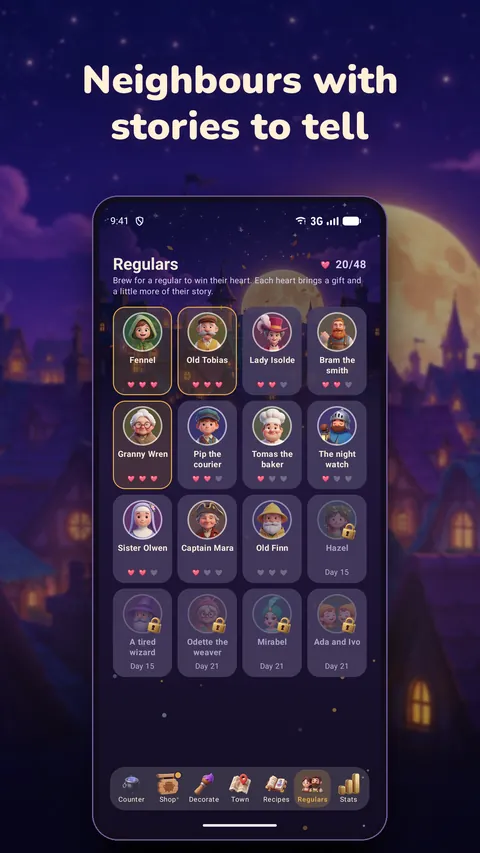 Neighbours with
stories to tell
9:41
3G
Regulars
20/48
Brew for a regular to win their heart. Each heart brings a gift and
a little more of their story.
Fennel
Old Tobias
Lady Isolde
Bram the
smith
Granny Wren
Pip the
courier
Tomas the
baker
The night
watch
Sister Olwen
Captain Mara
Old Finn
Hazel
Day 15
A tired
wizard
Day 15
Odette the
weaver
Day 21
Mirabel
Day 21
Ada and Ivo
Day 21
Counter
Shop
Decorate
Town
Recipes
Regulars
Stats